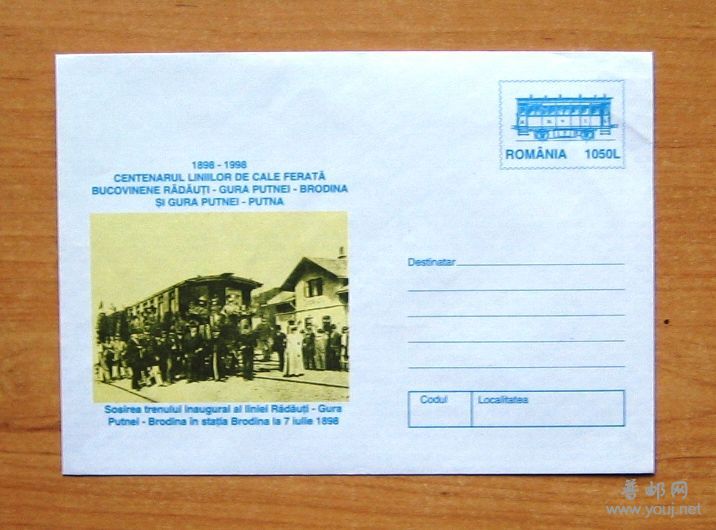 ROMÂNIA 1050L
1898 - 1998
CENTENARUL LINIILOR DE CALE FERATĂ
BUCOVINENE RĂDĂUȚI - GURA PUTNEI - BRODINA
ȘI GURA PUTNEI - PUTNA
Sosirea trenului inaugural al liniei Rădăuți - Gura
Putnei - Brodina în stația Brodina la 7 iulie 1898
Destinatar
Codul
Localitatea
普邮网
www.youj.net